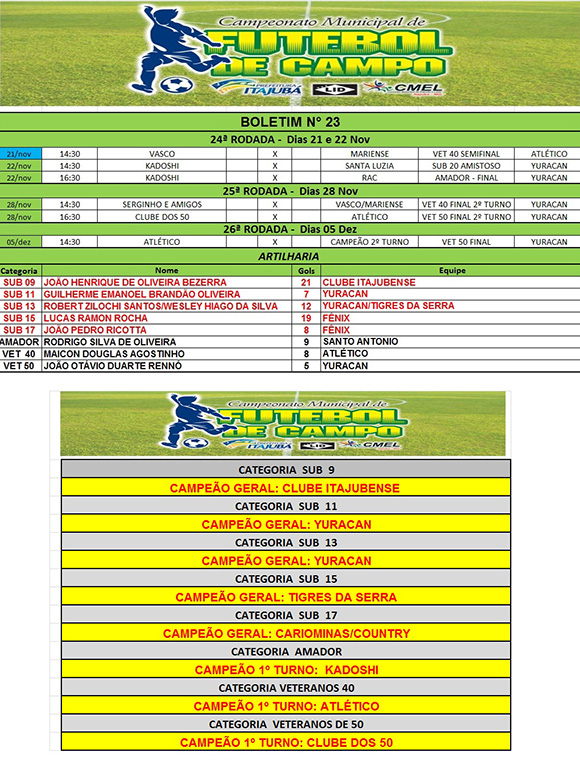 Campeonato Municipal de
FUTEBOL
DE CAMPO
PREFEITURA ITAJUBÁ LID CMEL
BOLETIM Nº 23
24ª RODADA - Dias 21 e 22 Nov
21/nov 14:30 VASCO X MARIENSE VET 40 SEMIFINAL ATLÉTICO
22/nov 14:30 KADOSHI X SANTA LUZIA SUB 20 AMISTOSO YURACAN
22/nov 16:30 KADOSHI X RAC AMADOR - FINAL YURACAN
25ª RODADA - Dias 28 Nov
28/nov 14:30 SERGINHO E AMIGOS X VASCO/MARIENSE VET 40 FINAL 2º TURNO YURACAN
28/nov 16:30 CLUBE DOS 50 X ATLÉTICO VET 50 FINAL 2º TURNO YURACAN
26ª RODADA - Dias 05 Dez
05/dez 14:30 ATLÉTICO X CAMPEÃO 2º TURNO VET 50 FINAL YURACAN
ARTILHARIA
Categoria Nome Gols Equipe
SUB 09 JOÃO HENRIQUE DE OLIVEIRA BEZERRA 21 CLUBE ITAJUBENSE
SUB 11 GUILHERME EMANOEL BRANDÃO OLIVEIRA 7 YURACAN
SUB 13 ROBERT ZILOCHI SANTOS/WESLEY HIAGO DA SILVA 12 YURACAN/TIGRES DA SERRA
SUB 15 LUCAS RAMON ROCHA 19 FÊNIX
SUB 17 JOÃO PEDRO RICOTTA 8 FÊNIX
AMADOR RODRIGO SILVA DE OLIVEIRA 9 SANTO ANTONIO
VET 40 MAICON DOUGLAS AGOSTINHO 8 ATLÉTICO
VET 50 JOÃO OTÁVIO DUARTE RENNÓ 5 YURACAN
Campeonato Municipal de
FUTEBOL
DE CAMPO
PREFEITURA ITAJUBÁ LID CMEL
CATEGORIA SUB 9
CAMPEÃO GERAL: CLUBE ITAJUBENSE
CATEGORIA SUB 11
CAMPEÃO GERAL: YURACAN
CATEGORIA SUB 13
CAMPEÃO GERAL: YURACAN
CATEGORIA SUB 15
CAMPEÃO GERAL: TIGRES DA SERRA
CATEGORIA SUB 17
CAMPEÃO GERAL: CARIOMINAS/COUNTRY
CATEGORIA AMADOR
CAMPEÃO 1º TURNO: KADOSHI
CATEGORIA VETERANOS 40
CAMPEÃO 1º TURNO: ATLÉTICO
CATEGORIA VETERANOS DE 50
CAMPEÃO 1º TURNO: CLUBE DOS 50